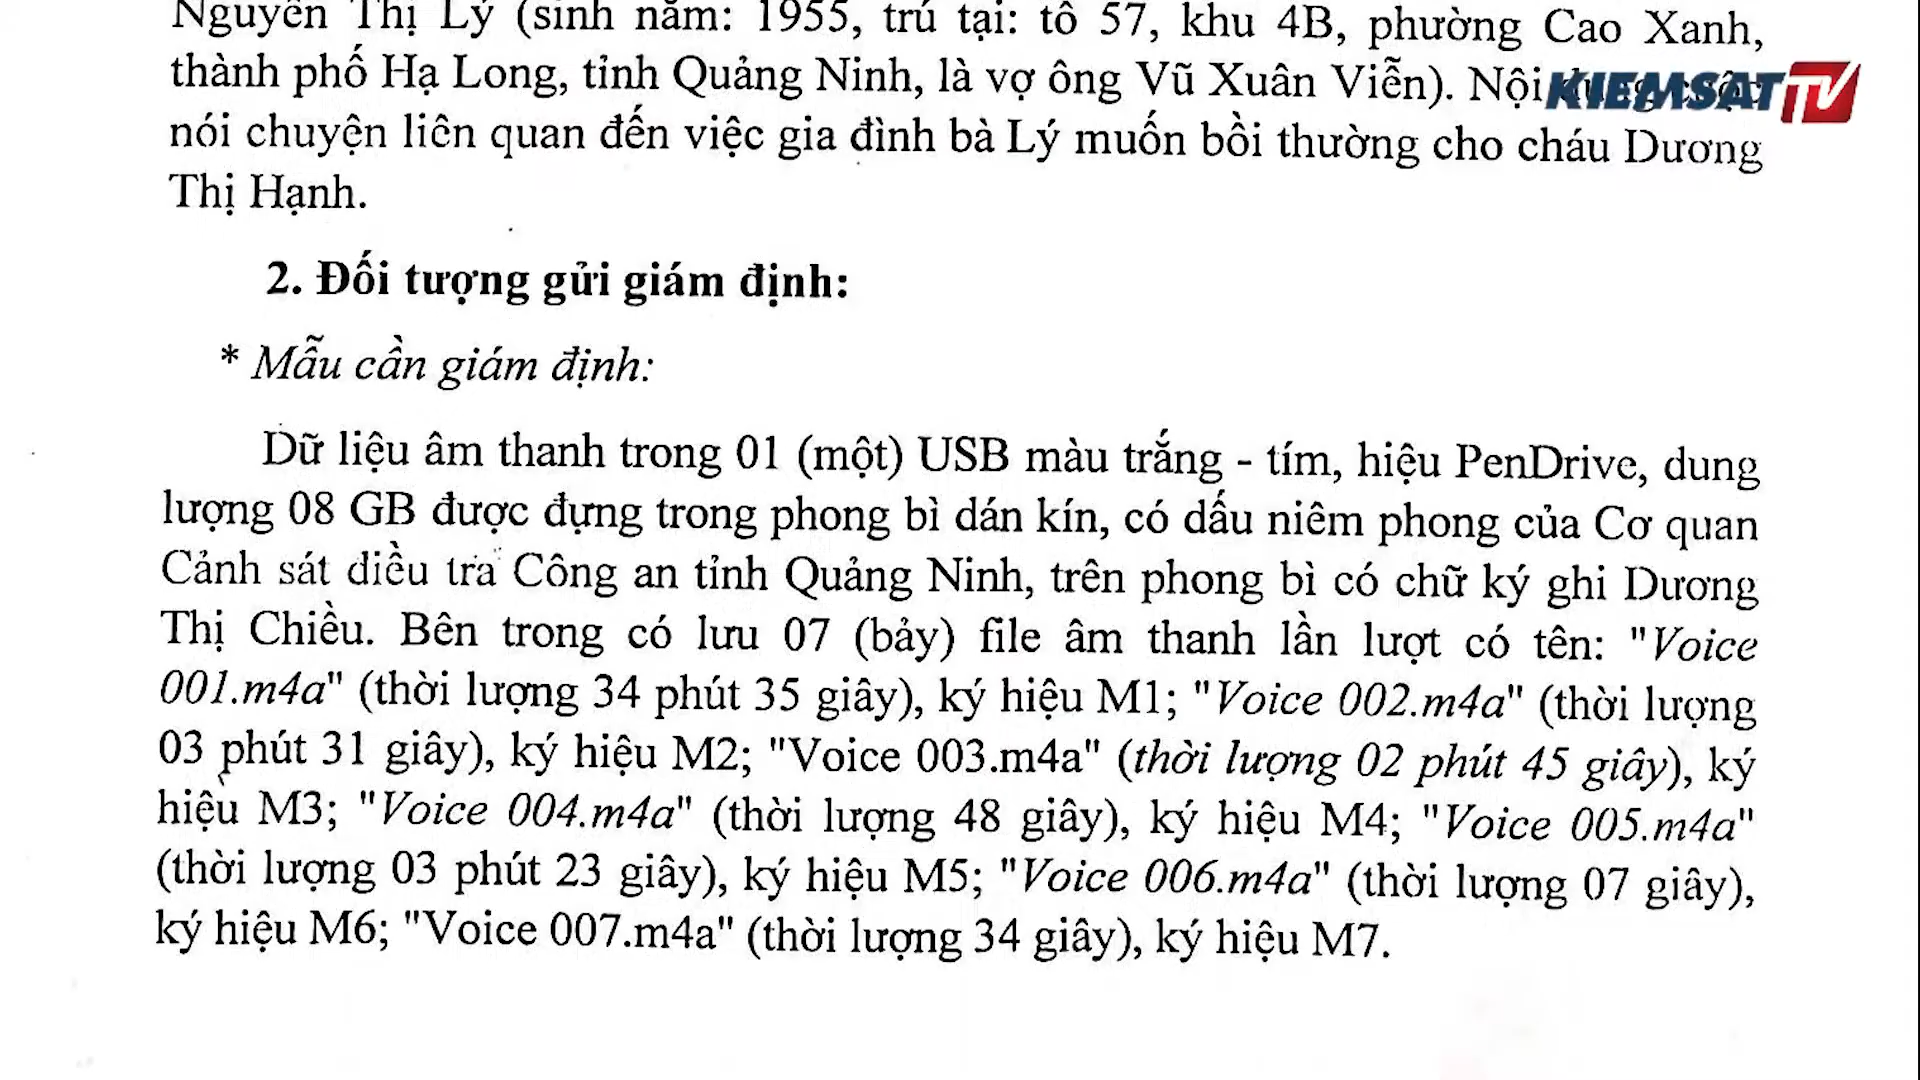 Nguyễn Thị Lý (sinh năm: 1955, trú tại: tổ 57, khu 4B, phường Cao Xanh,
thành phố Hạ Long, tỉnh Quảng Ninh, là vợ ông Vũ Xuân Viễn). Nội dung cuộc
KIEMSAT TV
nói chuyện liên quan đến việc gia đình bà Lý muốn bồi thường cho cháu Dương
Thị Hạnh.
2. Đối tượng gửi giám định:
* Mẫu cần giám định:
Dữ liệu âm thanh trong 01 (một) USB màu trắng - tím, hiệu PenDrive, dung
lượng 08 GB được đựng trong phong bì dán kín, có dấu niêm phong của Cơ quan
Cảnh sát điều tra Công an tỉnh Quảng Ninh, trên phong bì có chữ ký ghi Dương
Thị Chiều. Bên trong có lưu 07 (bảy) file âm thanh lần lượt có tên: "Voice
001.m4a" (thời lượng 34 phút 35 giây), ký hiệu M1; "Voice 002.m4a" (thời lượng
03 phút 31 giây), ký hiệu M2; "Voice 003.m4a" (thời lượng 02 phút 45 giây), ký
hiệu M3; "Voice 004.m4a" (thời lượng 48 giây), ký hiệu M4; "Voice 005.m4a"
(thời lượng 03 phút 23 giây), ký hiệu M5; "Voice 006.m4a" (thời lượng 07 giây),
ký hiệu M6; "Voice 007.m4a" (thời lượng 34 giây), ký hiệu M7.